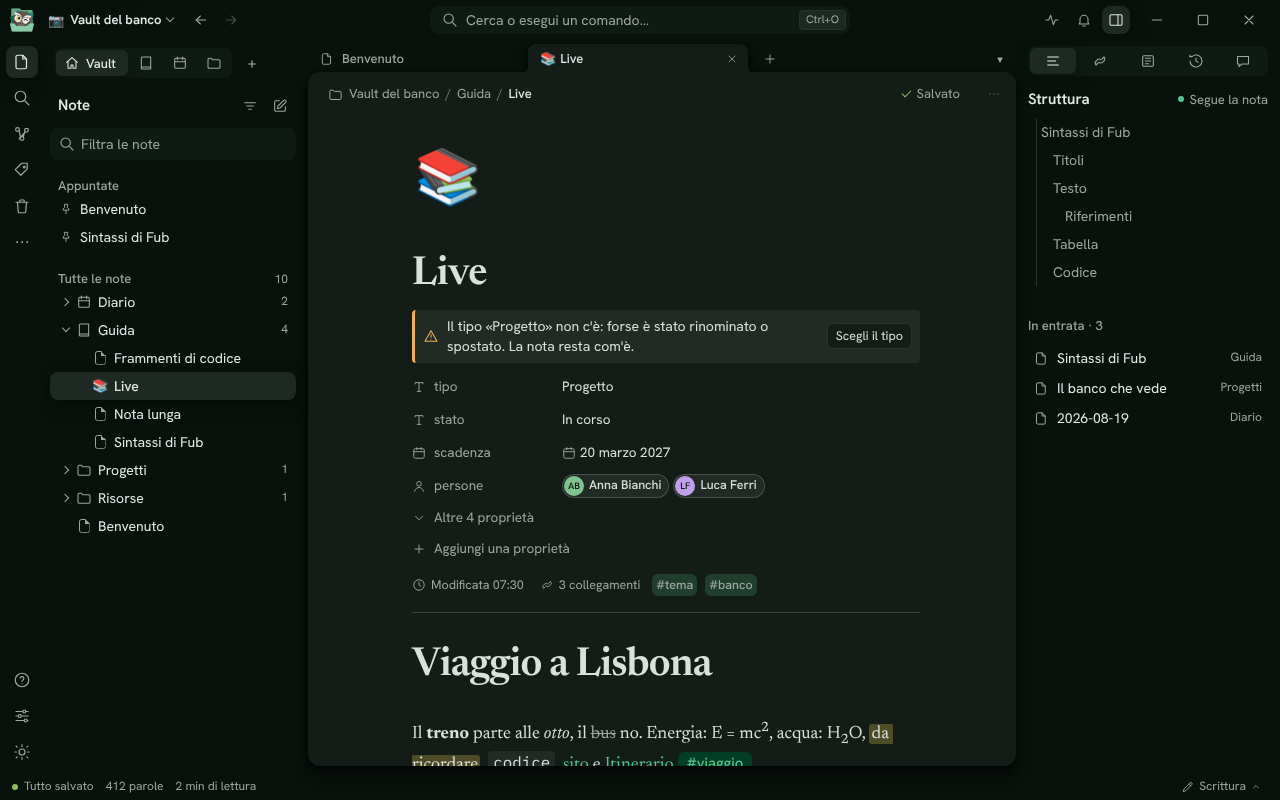 Vault del banco
Cerca o esegui un comando...
Ctrl+O
Vault
Benvenuto
Live
Note
Filtra le note
Appuntate
Benvenuto
Sintassi di Fub
Tutte le note 10
Diario 2
Guida 4
Frammenti di codice
Live
Nota lunga
Sintassi di Fub
Progetti 1
Risorse 1
Benvenuto
Vault del banco / Guida / Live
Salvato
Live
Il tipo «Progetto» non c'è: forse è stato rinominato o
spostato. La nota resta com'è.
Scegli il tipo
tipo Progetto
stato In corso
scadenza 20 marzo 2027
persone AB Anna Bianchi LF Luca Ferri
Altre 4 proprietà
Aggiungi una proprietà
Modificata 07:30 3 collegamenti #tema #banco
Viaggio a Lisbona
Il treno parte alle otto, il bus no. Energia: E = mc², acqua: H₂O, da
ricordare codice sito e Itinerario #viaggio
Struttura
Segue la nota
Sintassi di Fub
Titoli
Testo
Riferimenti
Tabella
Codice
In entrata · 3
Sintassi di Fub Guida
Il banco che vede Progetti
2026-08-19 Diario
Tutto salvato 412 parole 2 min di lettura
Scrittura